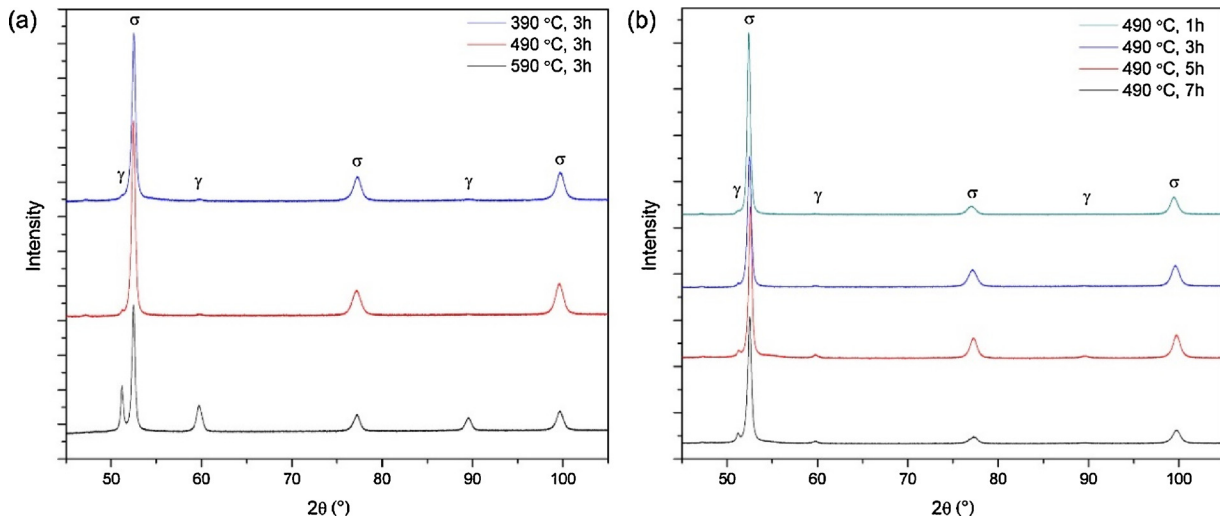 (a)
σ
390 °C, 3h
490 °C, 3h
590 °C, 3h
γ
γ
σ
γ
σ
Intensity
50 60 70 80 90 100
2θ (°)
(b)
σ
490 °C, 1h
490 °C, 3h
490 °C, 5h
490 °C, 7h
γ
γ
σ
γ
σ
Intensity
50 60 70 80 90 100
2θ (°)